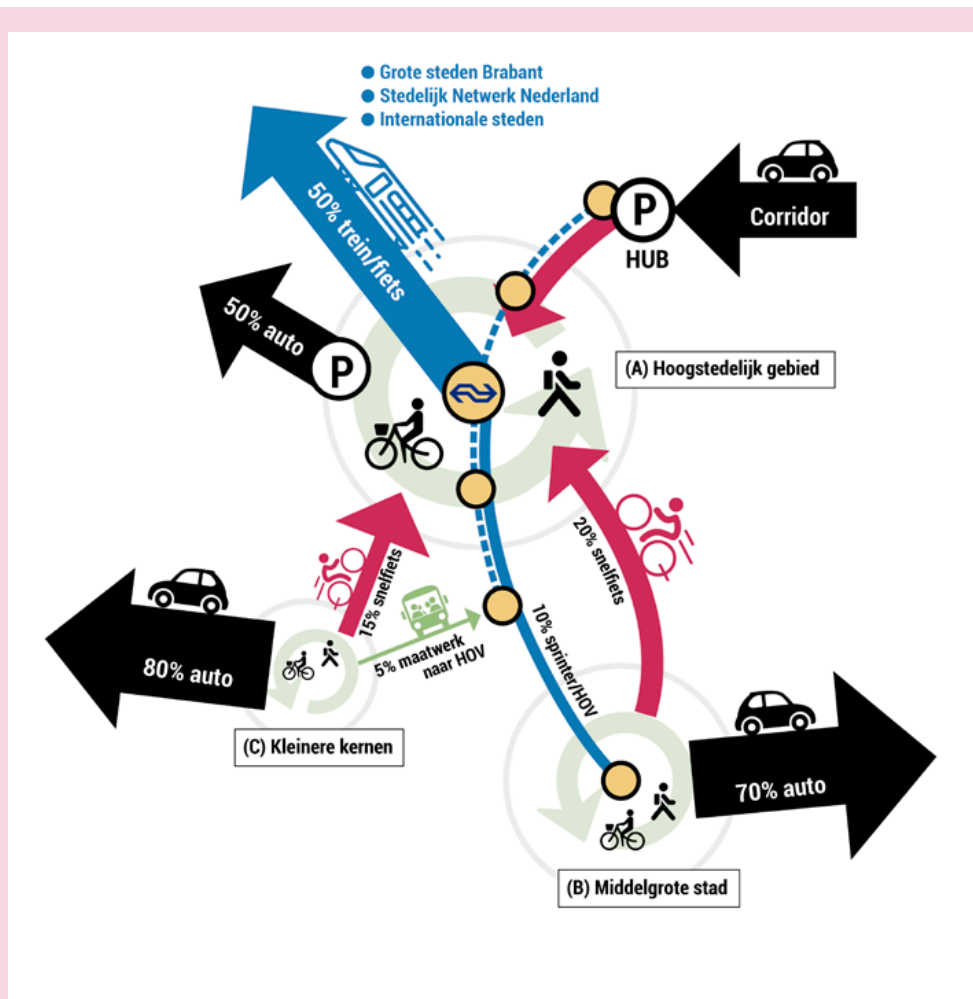 Grote steden Brabant
Stedelijk Netwerk Nederland
Internationale steden
50% trein/fiets
P
HUB
Corridor
50% auto
P
(A) Hoogstedelijk gebied
20% snelfiets
15% snelfiets
5% maatwerk
naar HOV
10% sprinter/HOV
80% auto
(C) Kleinere kernen
70% auto
(B) Middelgrote stad